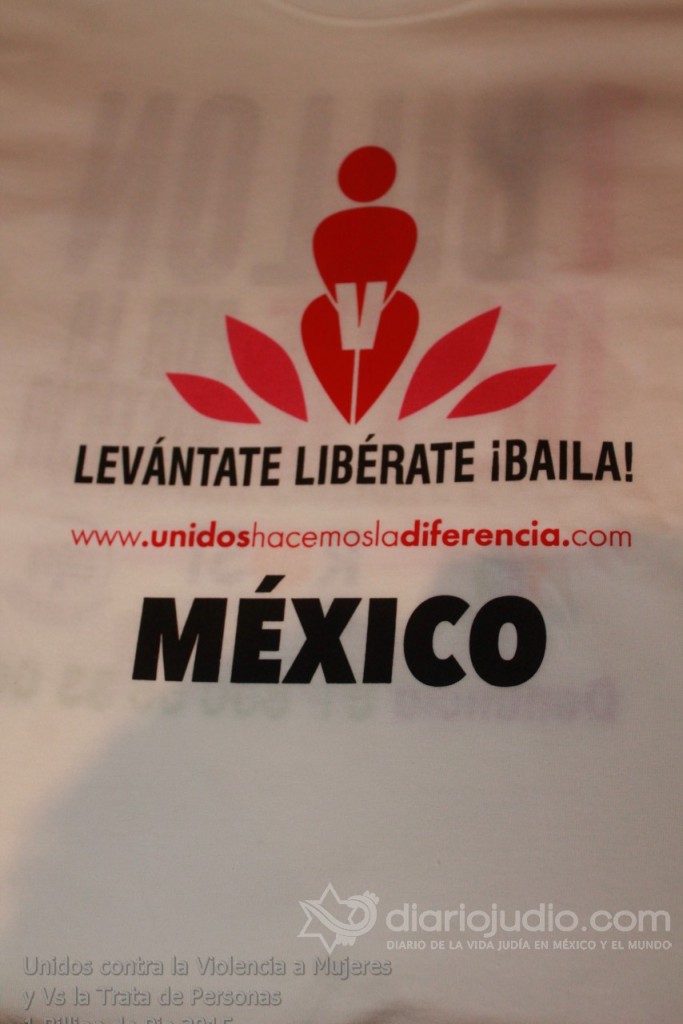 V
LEVÁNTATE LIBÉRATE ¡BAILA!
www.unidoshacemosladiferencia.com
MÉXICO
diariojudio.com
DIARIO DE LA VIDA JUDÍA EN MÉXICO Y EL MUNDO
Unidos contra la Violencia a Mujeres
y Vs la Trata de Personas